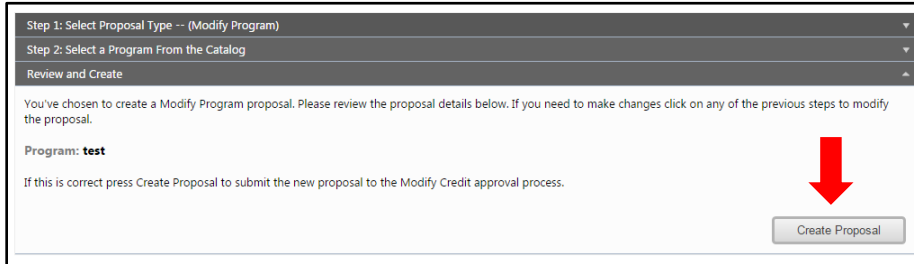 Step 1: Select Proposal Type -- (Modify Program)
Step 2: Select a Program From the Catalog
Review and Create
You've chosen to create a Modify Program proposal. Please review the proposal details below. If you need to make changes click on any of the previous steps to modify
the proposal.
Program: test
If this is correct press Create Proposal to submit the new proposal to the Modify Credit approval process.
Create Proposal